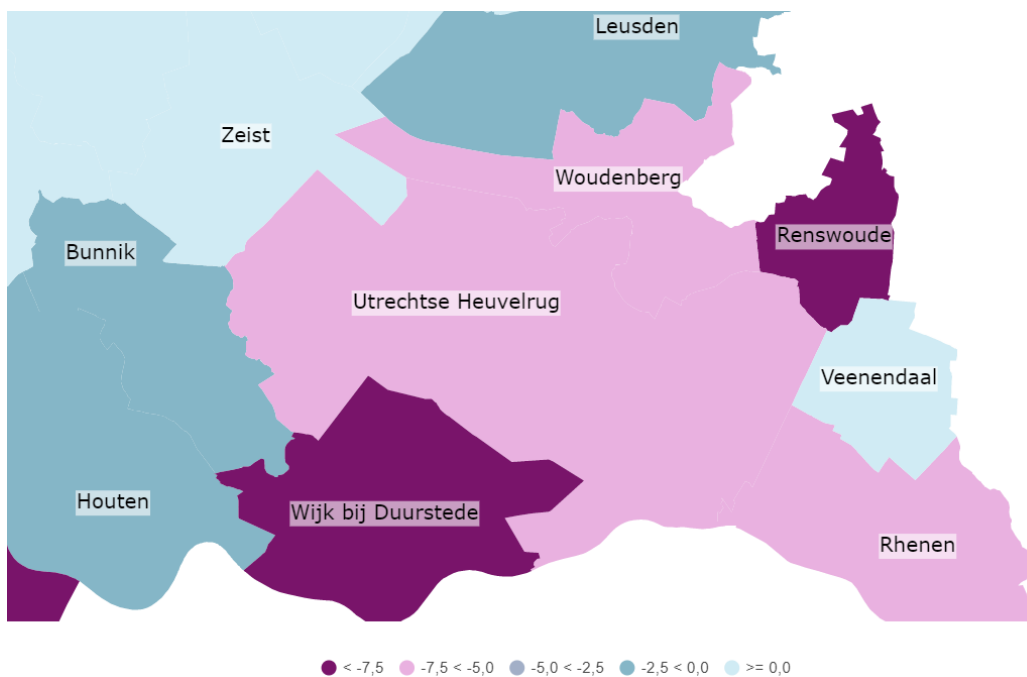 Leusden
Zeist
Woudenberg
Renswoude
Bunnik
Utrechtse Heuvelrug
Veenendaal
Houten
Wijk bij Duurstede
Rhenen
< -7,5 -7,5 < -5,0 -5,0 < -2,5 -2,5 < 0,0 >= 0,0